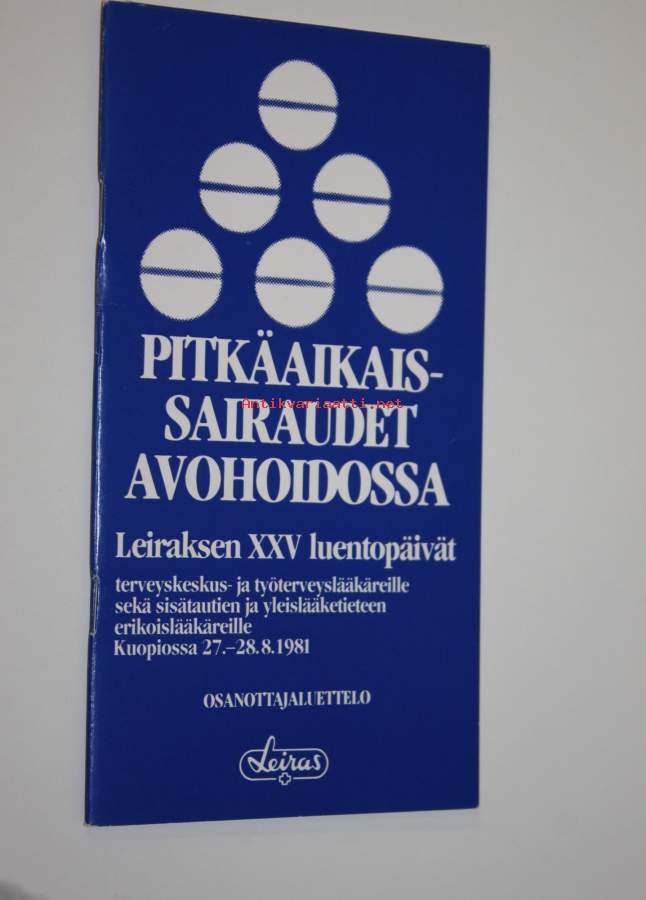 PITKÄAIKAIS-
Antikvariaatti.net
SAIRAUDET
AVOHOIDOSSA
Leiraksen XXV luentopäivät
terveyskeskus- ja työterveyslääkäreille
sekä sisätautien ja yleislääketieteen
erikoislääkäreille
Kuopiossa 27.–28.8.1981
OSANOTTAJALUETTELO
Leiras